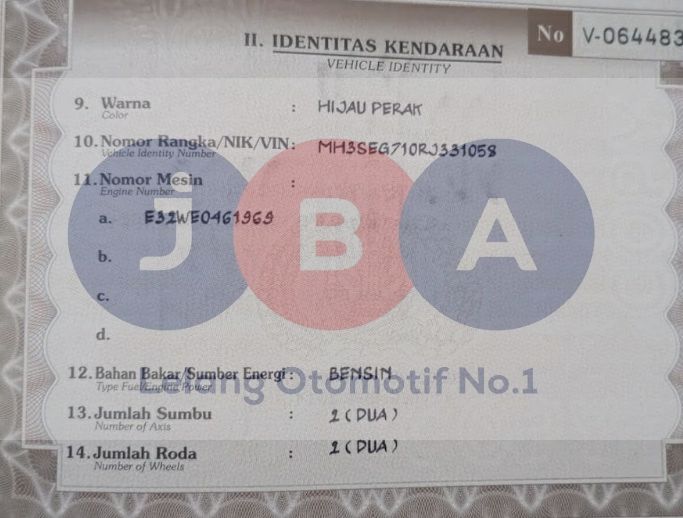 No V-064483
II. IDENTITAS KENDARAAN
VEHICLE IDENTITY
9. Warna : HIJAU PERAK
Color
10. Nomor Rangka/NIK/VIN: MH3SEG710RJ331058
Vehicle Identity Number
11. Nomor Mesin :
Engine Number
a. E32WE0461969
b.
c.
d.
jBA
12. Bahan Bakar/Sumber Energi : BENSIN
Type Fuel/Engine Power
Lelang Otomotif No.1
13. Jumlah Sumbu : 2 (DUA)
Number of Axis
14. Jumlah Roda : 2 (DUA)
Number of Wheels